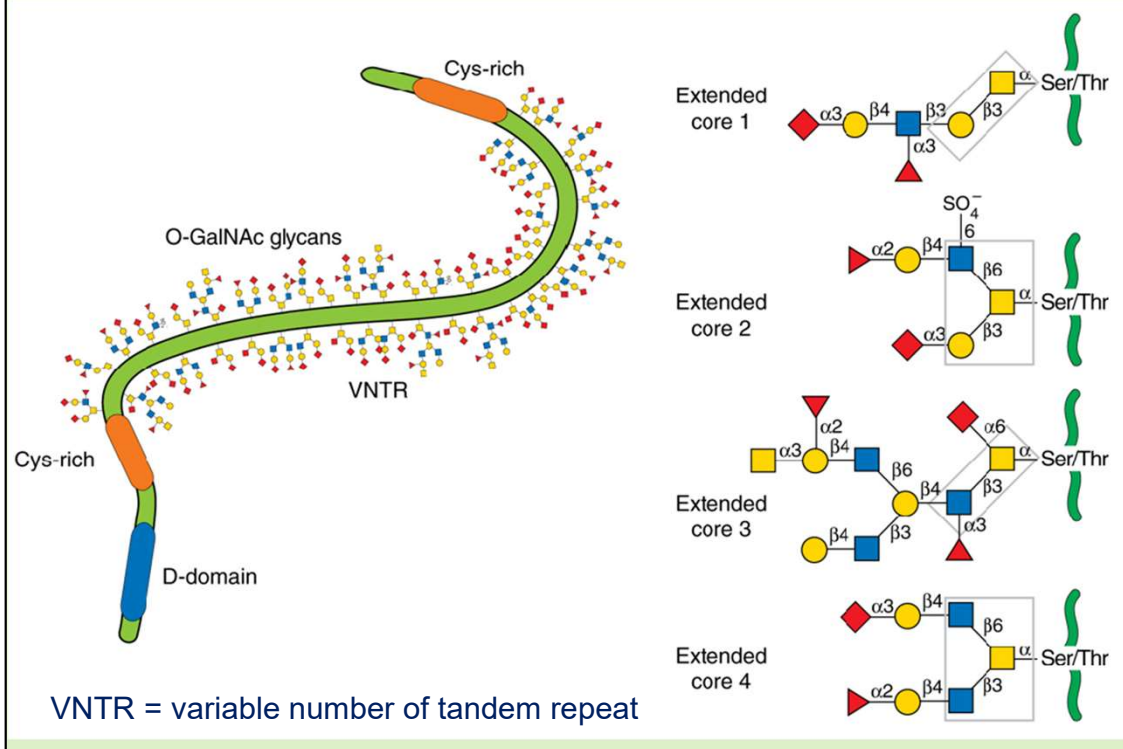 Cys-rich
O-GalNAc glycans
VNTR
Cys-rich
D-domain
VNTR = variable number of tandem repeat
Extended
core 1
α3
β4
β3
α3
β3
α
Ser/Thr
Extended
core 2
SO4−
6
α2
β4
β6
α3
β3
α
Ser/Thr
Extended
core 3
α2
α3
β4
β6
β4
β3
β4
α6
β3
α3
α
Ser/Thr
Extended
core 4
α3
β4
β6
α2
β4
β3
α
Ser/Thr